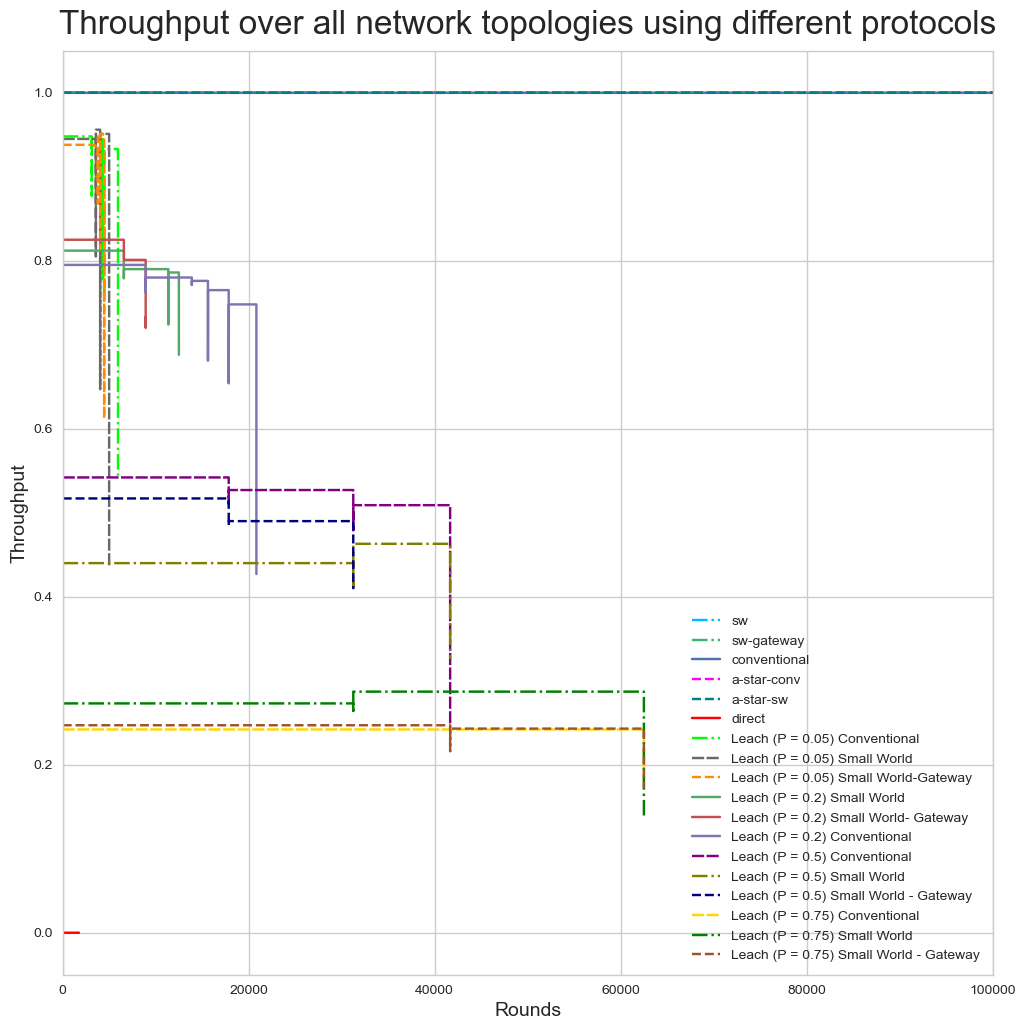 Throughput over all network topologies using different protocols
1.0
0.8
0.6
0.4
0.2
0.0
Throughput
sw
sw-gateway
conventional
a-star-conv
a-star-sw
direct
Leach (P = 0.05) Conventional
Leach (P = 0.05) Small World
Leach (P = 0.05) Small World-Gateway
Leach (P = 0.2) Small World
Leach (P = 0.2) Small World- Gateway
Leach (P = 0.2) Conventional
Leach (P = 0.5) Conventional
Leach (P = 0.5) Small World
Leach (P = 0.5) Small World - Gateway
Leach (P = 0.75) Conventional
Leach (P = 0.75) Small World
Leach (P = 0.75) Small World - Gateway
0 20000 40000 60000 80000 100000
Rounds